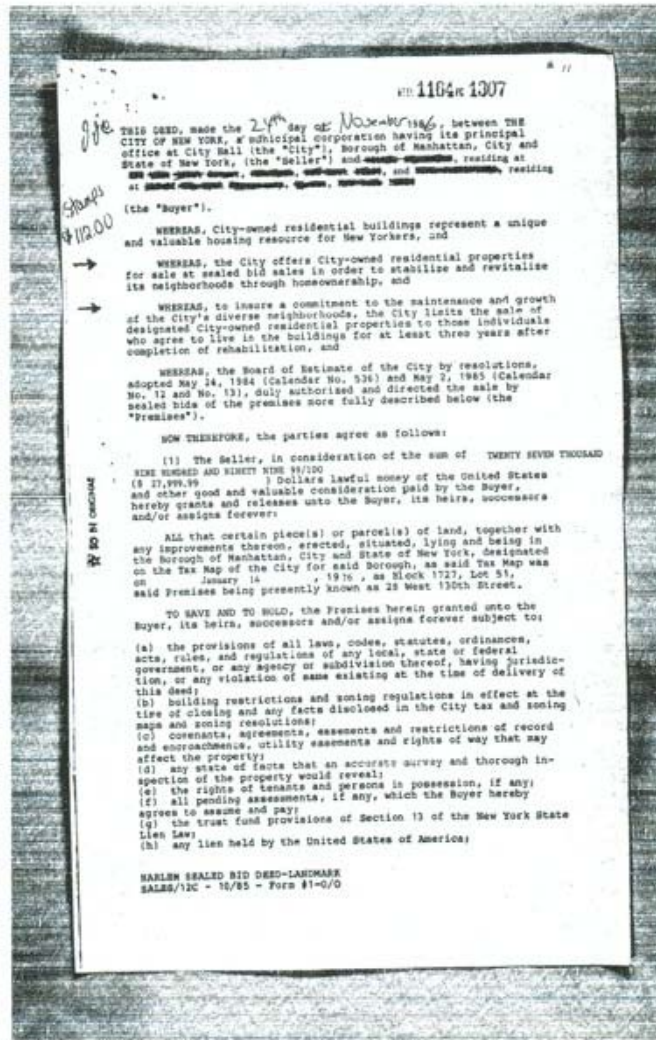 1164 PG 1307
THIS DEED, made the 24th day of November 1986, between THE
CITY OF NEW YORK, a municipal corporation having its principal
office at City Hall (the "City"), Borough of Manhattan, City and
State of New York, (the "Seller") and residing at
and residing
at
(the "Buyer").
Stamps
$112.00
WHEREAS, City-owned residential buildings represent a unique
and valuable housing resource for New Yorkers, and
→ WHEREAS, the City offers City-owned residential properties
for sale at sealed bid sales in order to stabilize and revitalize
its neighborhoods through homeownership, and
→ WHEREAS, to insure a commitment to the maintenance and growth
of the City's diverse neighborhoods, the City limits the sale of
designated City-owned residential properties to those individuals
who agree to live in the buildings for at least three years after
completion of rehabilitation, and
WHEREAS, the Board of Estimate of the City by resolutions,
adopted May 24, 1984 (Calendar No. 536) and May 2, 1985 (Calendar
No. 12 and No. 13), duly authorized and directed the sale by
sealed bids of the premises more fully described below (the
"Premises").
NOW THEREFORE, the parties agree as follows:
(1) The Seller, in consideration of the sum of TWENTY SEVEN THOUSAND
NINE HUNDRED AND NINETY NINE 99/100
($ 27,999.99 ) Dollars lawful money of the United States
and other good and valuable consideration paid by the Buyer,
hereby grants and releases unto the Buyer, its heirs, successors
and/or assigns forever:
ALL that certain piece(s) or parcel(s) of land, together with
any improvements thereon, erected, situated, lying and being in
the Borough of Manhattan, City and State of New York, designated
on the Tax Map of the City for said Borough, as said Tax Map was
on January 14 , 1976, as Block 1727, Lot 51,
said Premises being presently known as 28 West 130th Street.
TO HAVE AND TO HOLD, the Premises herein granted unto the
Buyer, its heirs, successors and/or assigns forever subject to:
(a) the provisions of all laws, codes, statutes, ordinances,
acts, rules, and regulations of any local, state or federal
government, or any agency or subdivision thereof, having jurisdic-
tion, or any violation of same existing at the time of delivery of
this deed;
(b) building restrictions and zoning regulations in effect at the
time of closing and any facts disclosed in the City tax and zoning
maps and zoning resolutions;
(c) covenants, agreements, easements and restrictions of record
and encroachments, utility easements and rights of way that may
affect the property;
(d) any state of facts that an accurate survey and thorough in-
spection of the property would reveal;
(e) the rights of tenants and persons in possession, if any;
(f) all pending assessments, if any, which the Buyer hereby
agrees to assume and pay;
(g) the trust fund provisions of Section 13 of the New York State
Lien Law;
(h) any lien held by the United States of America;
HARLEM SEALED BID DEED-LANDMARK
SALES/12C - 10/85 - Form #1-O/O